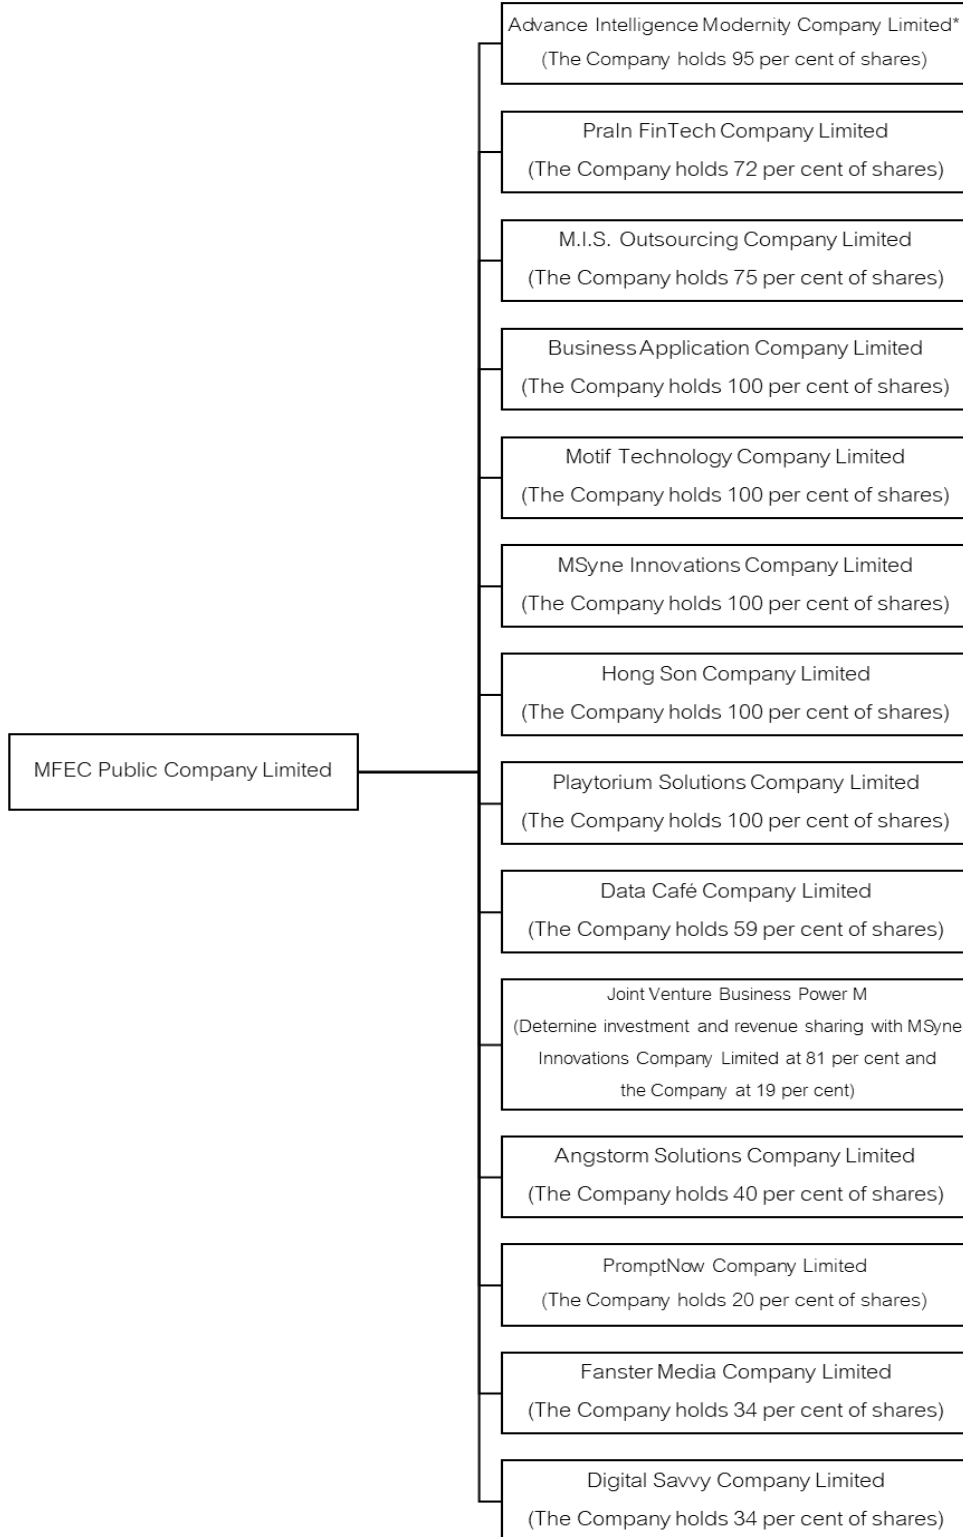 Advance Intelligence Modernity Company Limited*
(The Company holds 95 per cent of shares)
PraIn FinTech Company Limited
(The Company holds 72 per cent of shares)
M.I.S. Outsourcing Company Limited
(The Company holds 75 per cent of shares)
Business Application Company Limited
(The Company holds 100 per cent of shares)
Motif Technology Company Limited
(The Company holds 100 per cent of shares)
MSyne Innovations Company Limited
(The Company holds 100 per cent of shares)
Hong Son Company Limited
(The Company holds 100 per cent of shares)
MFEC Public Company Limited
Playtorium Solutions Company Limited
(The Company holds 100 per cent of shares)
Data Café Company Limited
(The Company holds 59 per cent of shares)
Joint Venture Business Power M
(Deternine investment and revenue sharing with MSyne
Innovations Company Limited at 81 per cent and
the Company at 19 per cent)
Angstorm Solutions Company Limited
(The Company holds 40 per cent of shares)
PromptNow Company Limited
(The Company holds 20 per cent of shares)
Fanster Media Company Limited
(The Company holds 34 per cent of shares)
Digital Savvy Company Limited
(The Company holds 34 per cent of shares)